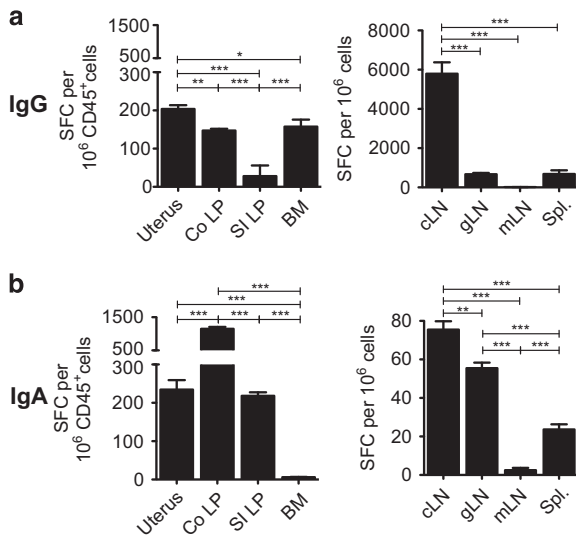 a
IgG
SFC per
10⁶ CD45⁺cells
1500
1000
500
300
200
100
0
*
***
** *** ***
Uterus Co LP SI LP BM
SFC per 10⁶ cells
8000
6000
4000
2000
0
***
***
***
cLN gLN mLN Spl.
b
IgA
SFC per
10⁶ CD45⁺cells
1500
500
300
200
100
0
***
***
*** *** ***
Uterus Co LP SI LP BM
SFC per 10⁶ cells
80
60
40
20
0
***
***
**
***
*** ***
cLN gLN mLN Spl.